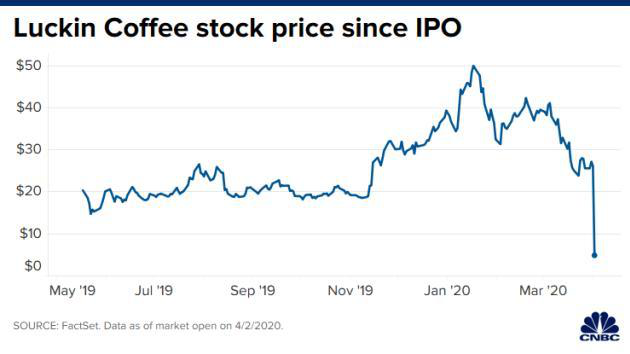 Luckin Coffee stock price since IPO
$50
$40
$30
$20
$10
$0
May '19 Jul '19 Sep '19 Nov '19 Jan '20 Mar '20
SOURCE: FactSet. Data as of market open on 4/2/2020.
CNBC